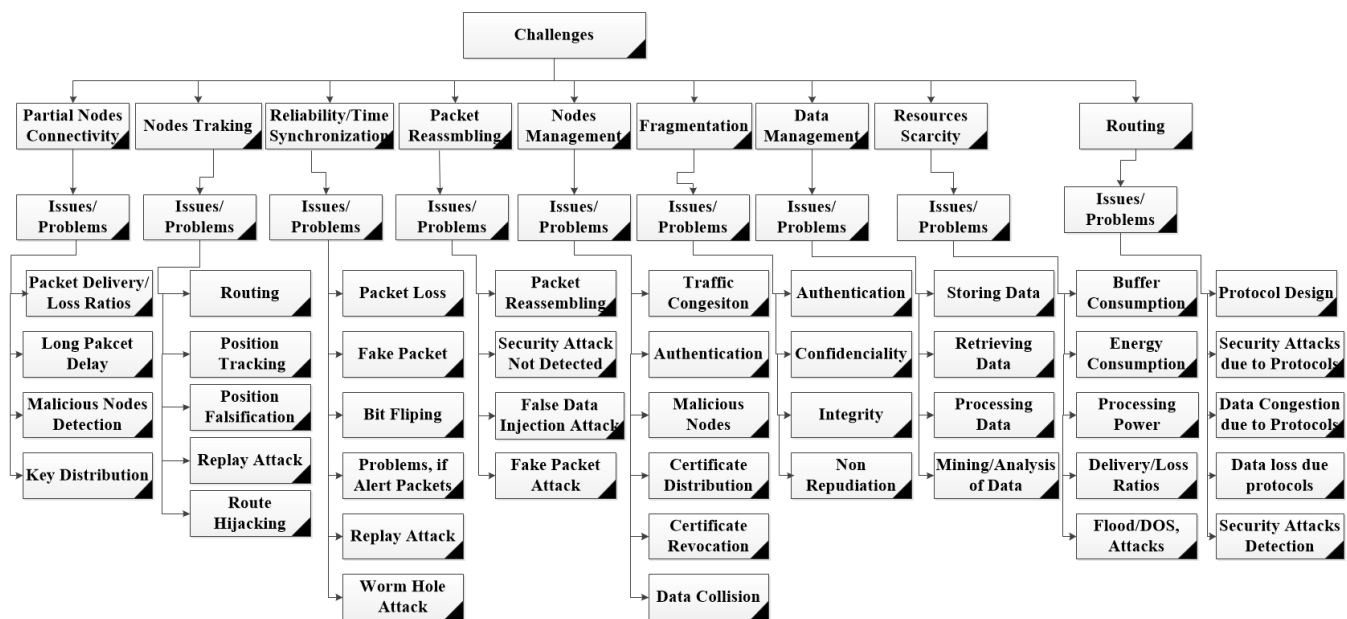 Challenges
Partial Nodes
Connectivity
Nodes Traking
Reliability/Time
Synchronization
Packet
Reassmbling
Nodes
Management
Fragmentation
Data
Management
Resources
Scarcity
Routing
Issues/
Problems
Issues/
Problems
Issues/
Problems
Issues/
Problems
Issues/
Problems
Issues/
Problems
Issues/
Problems
Issues/
Problems
Issues/
Problems
Packet Delivery/
Loss Ratios
Long Pakcet
Delay
Malicious Nodes
Detection
Key Distribution
Routing
Position
Tracking
Position
Falsification
Replay Attack
Route
Hijacking
Packet Loss
Fake Packet
Bit Fliping
Problems, if
Alert Packets
Replay Attack
Worm Hole
Attack
Packet
Reassembling
Security Attack
Not Detected
False Data
Injection Attack
Fake Packet
Attack
Traffic
Congesiton
Authentication
Malicious
Nodes
Certificate
Distribution
Certificate
Revocation
Data Collision
Authentication
Confidenciality
Integrity
Non
Repudiation
Storing Data
Retrieving
Data
Processing
Data
Mining/Analysis
of Data
Buffer
Consumption
Energy
Consumption
Processing
Power
Delivery/Loss
Ratios
Flood/DOS,
Attacks
Protocol Design
Security Attacks
due to Protocols
Data Congestion
due to Protocols
Data loss due
protocols
Security Attacks
Detection